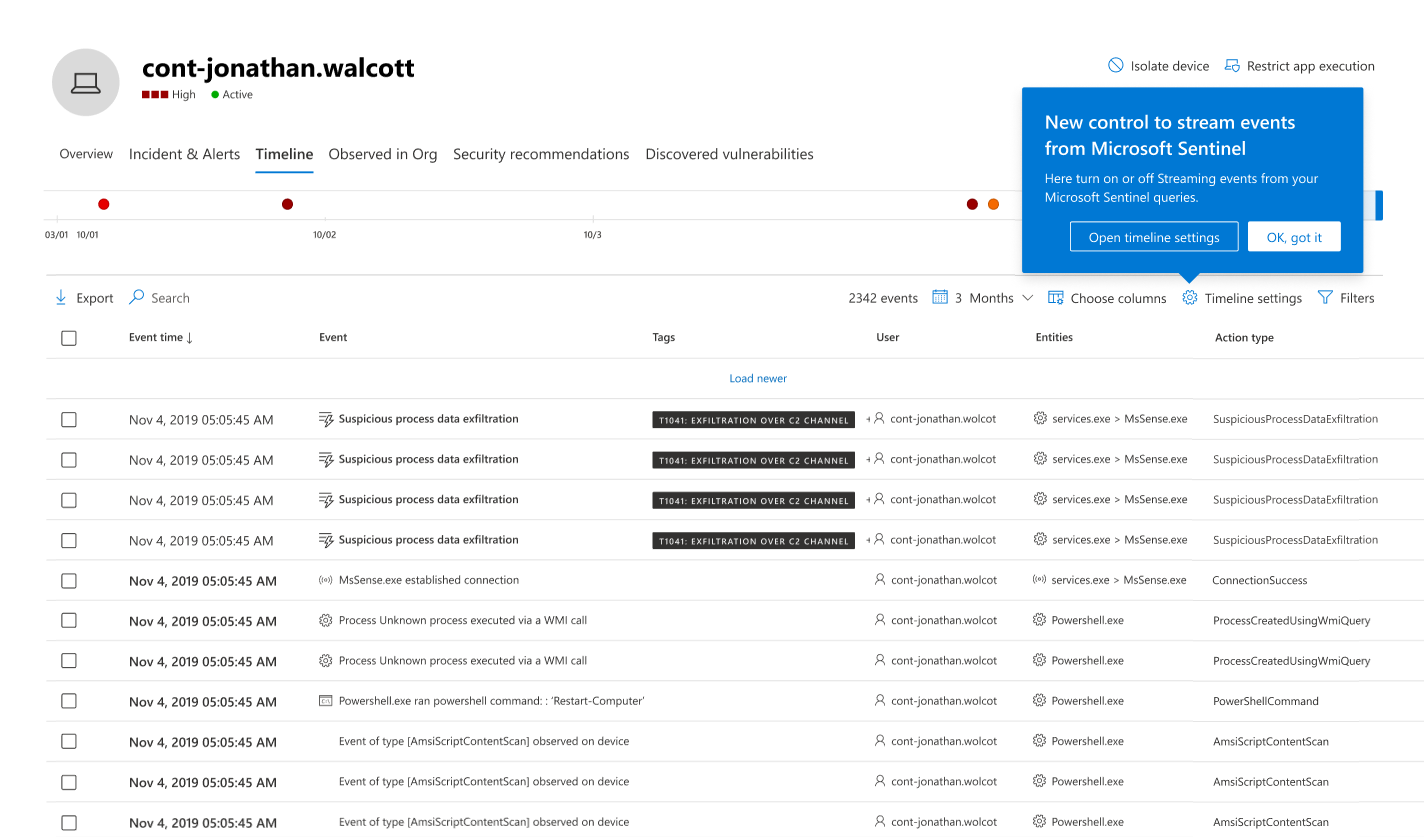 cont-jonathan.walcott
Isolate device Restrict app execution
High Active
New control to stream events
from Microsoft Sentinel
Here turn on or off Streaming events from your
Microsoft Sentinel queries.
Open timeline settings OK, got it
Overview Incident & Alerts Timeline Observed in Org Security recommendations Discovered vulnerabilities
03/01 10/01 10/02 10/3
Export Search 2342 events 3 Months Choose columns Timeline settings Filters
Event time ↓ Event Tags User Entities Action type
Load newer
Nov 4, 2019 05:05:45 AM Suspicious process data exfiltration T1041: EXFILTRATION OVER C2 CHANNEL + cont-jonathan.wolcot services.exe > MsSense.exe SuspiciousProcessDataExfiltration
Nov 4, 2019 05:05:45 AM Suspicious process data exfiltration T1041: EXFILTRATION OVER C2 CHANNEL + cont-jonathan.wolcot services.exe > MsSense.exe SuspiciousProcessDataExfiltration
Nov 4, 2019 05:05:45 AM Suspicious process data exfiltration T1041: EXFILTRATION OVER C2 CHANNEL + cont-jonathan.wolcot services.exe > MsSense.exe SuspiciousProcessDataExfiltration
Nov 4, 2019 05:05:45 AM Suspicious process data exfiltration T1041: EXFILTRATION OVER C2 CHANNEL + cont-jonathan.wolcot services.exe > MsSense.exe SuspiciousProcessDataExfiltration
Nov 4, 2019 05:05:45 AM MsSense.exe established connection cont-jonathan.wolcot services.exe > MsSense.exe ConnectionSuccess
Nov 4, 2019 05:05:45 AM Process Unknown process executed via a WMI call cont-jonathan.wolcot Powershell.exe ProcessCreatedUsingWmiQuery
Nov 4, 2019 05:05:45 AM Process Unknown process executed via a WMI call cont-jonathan.wolcot Powershell.exe ProcessCreatedUsingWmiQuery
Nov 4, 2019 05:05:45 AM Powershell.exe ran powershell command: : ‘Restart-Computer’ cont-jonathan.wolcot Powershell.exe PowerShellCommand
Nov 4, 2019 05:05:45 AM Event of type [AmsiScriptContentScan] observed on device cont-jonathan.wolcot Powershell.exe AmsiScriptContentScan
Nov 4, 2019 05:05:45 AM Event of type [AmsiScriptContentScan] observed on device cont-jonathan.wolcot Powershell.exe AmsiScriptContentScan
Nov 4, 2019 05:05:45 AM Event of type [AmsiScriptContentScan] observed on device cont-jonathan.wolcot Powershell.exe AmsiScriptContentScan